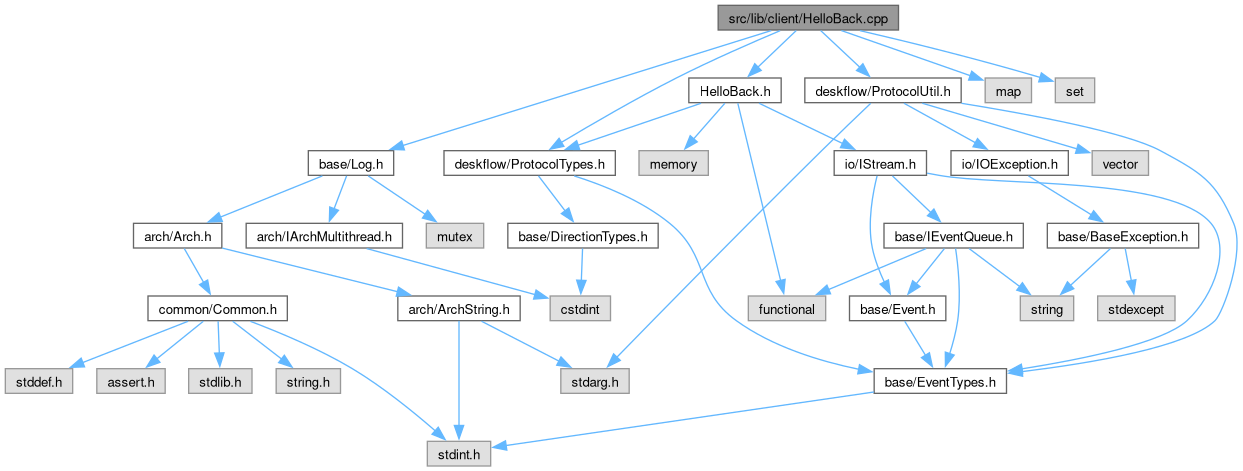 src/lib/client/HelloBack.cpp
HelloBack.h
deskflow/ProtocolUtil.h
map
set
base/Log.h
deskflow/ProtocolTypes.h
memory
io/IStream.h
io/IOException.h
vector
arch/Arch.h
arch/IArchMultithread.h
mutex
base/DirectionTypes.h
base/IEventQueue.h
base/BaseException.h
common/Common.h
arch/ArchString.h
cstdint
functional
base/Event.h
string
stdexcept
stddef.h
assert.h
stdlib.h
string.h
stdarg.h
base/EventTypes.h
stdint.h